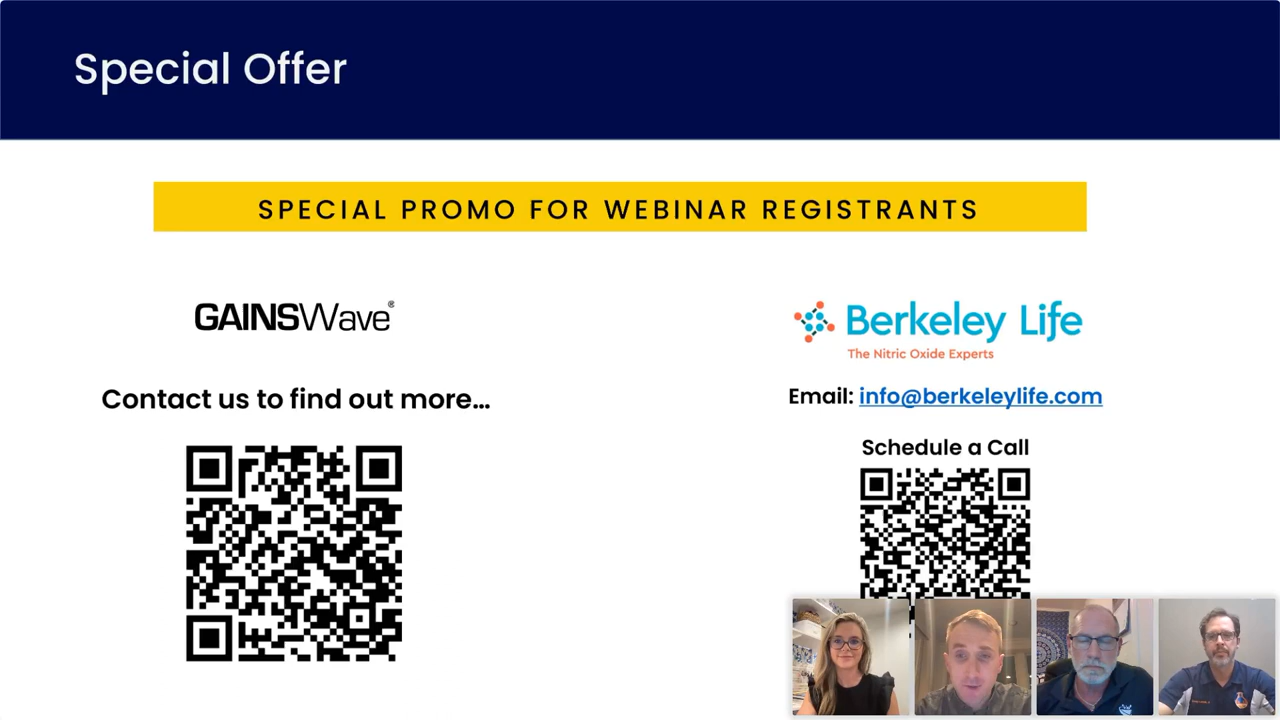 Special Offer
SPECIAL PROMO FOR WEBINAR REGISTRANTS
GAINSWave®
Contact us to find out more...
Berkeley Life
The Nitric Oxide Experts
Email: info@berkeleylife.com
Schedule a Call